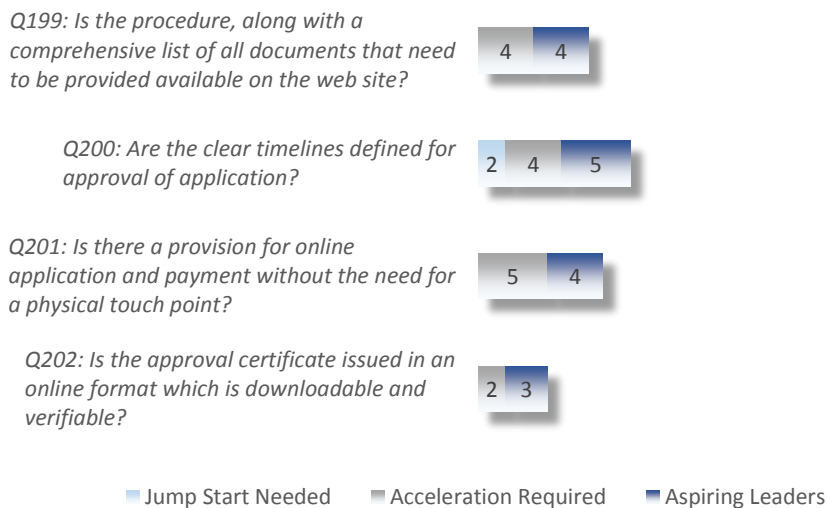 Q199: Is the procedure, along with a
comprehensive list of all documents that need
to be provided available on the web site?
4 4
Q200: Are the clear timelines defined for
approval of application?
2 4 5
Q201: Is there a provision for online
application and payment without the need for
a physical touch point?
5 4
Q202: Is the approval certificate issued in an
online format which is downloadable and
verifiable?
2 3
Jump Start Needed Acceleration Required Aspiring Leaders